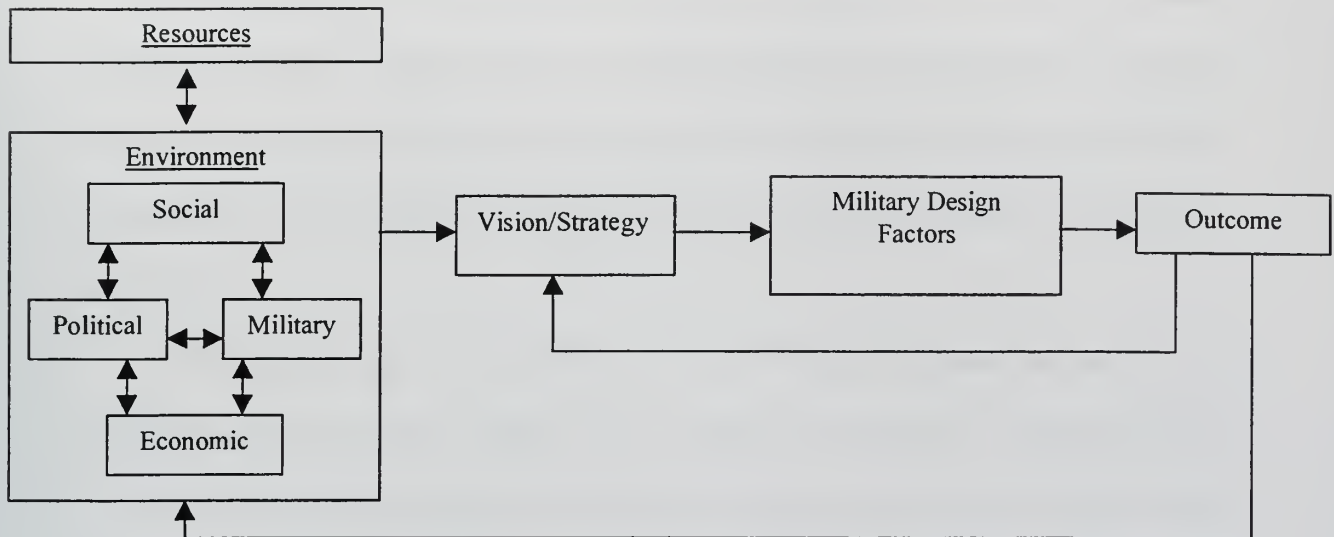 Resources
Environment
Social
Political
Military
Economic
Vision/Strategy
Military Design
Factors
Outcome